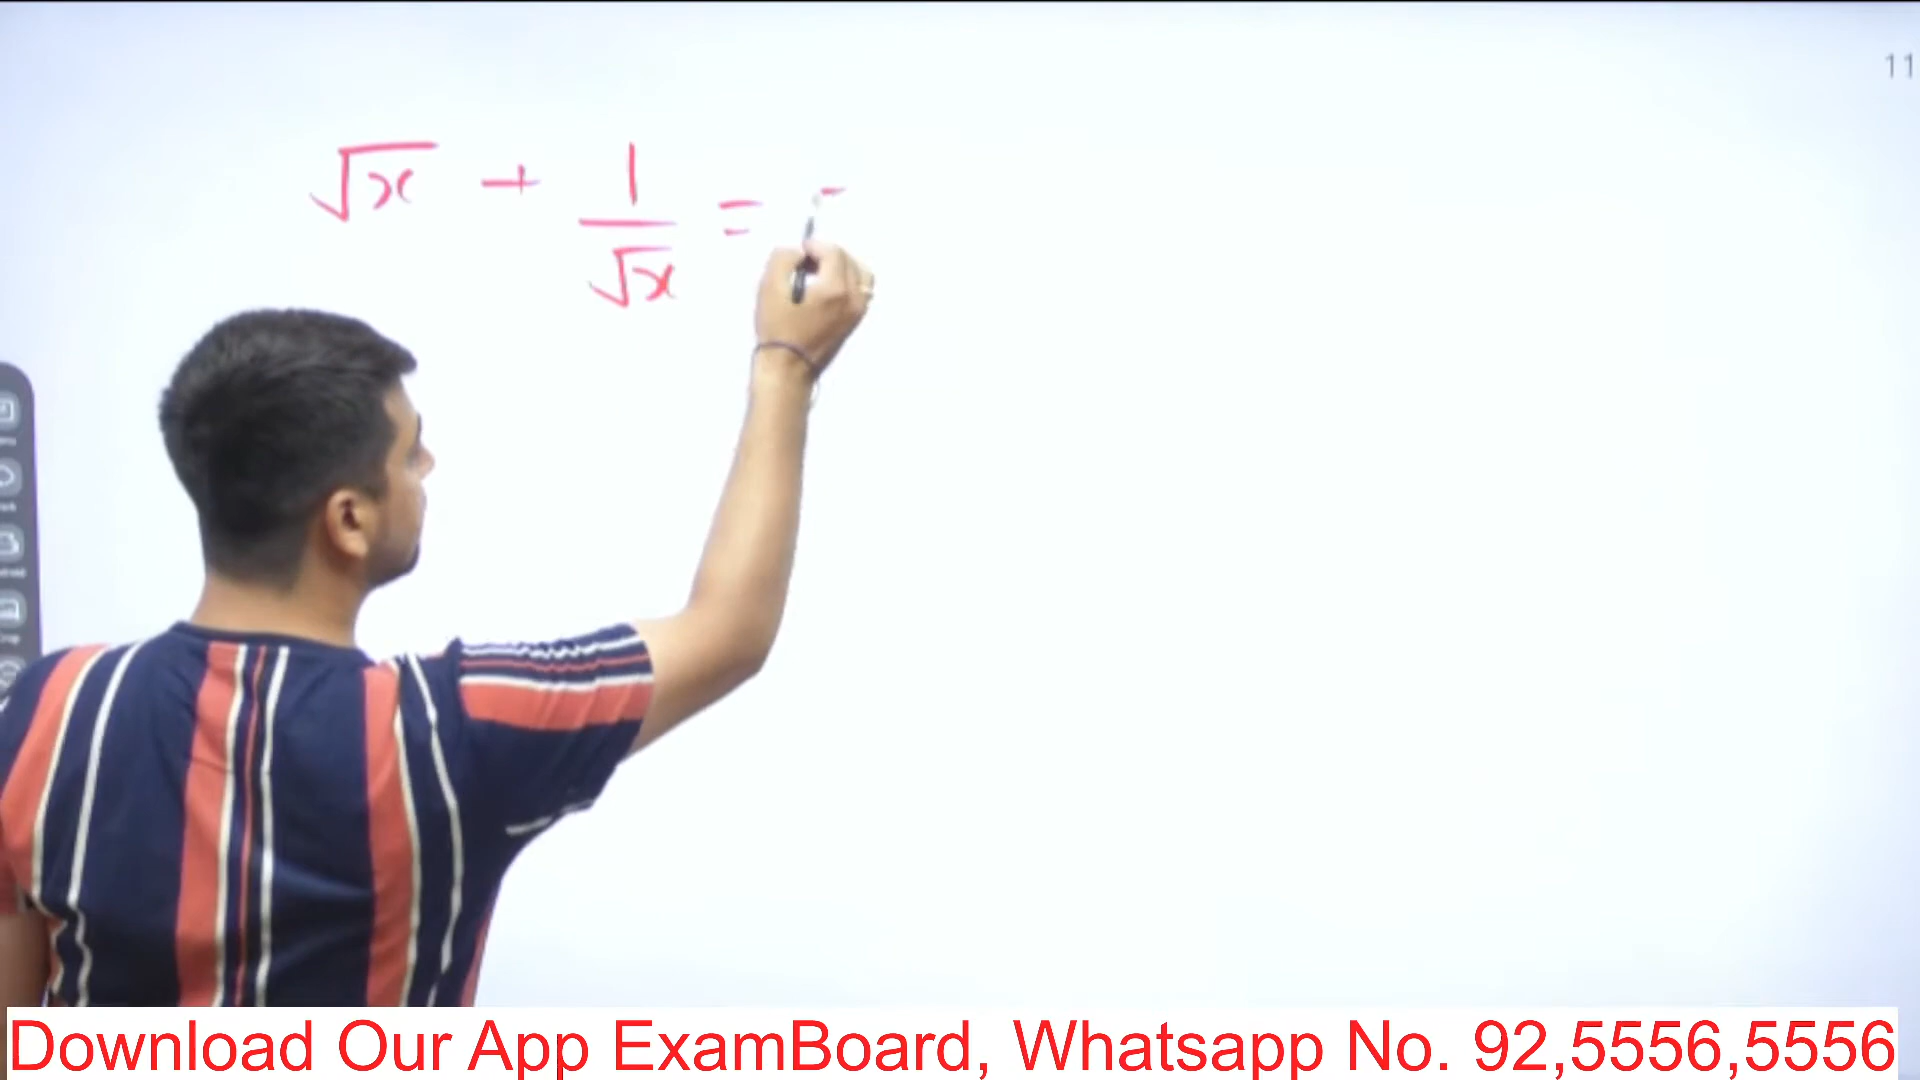 11
√x + 1/√x =
Download Our App ExamBoard, Whatsapp No. 92,5556,5556